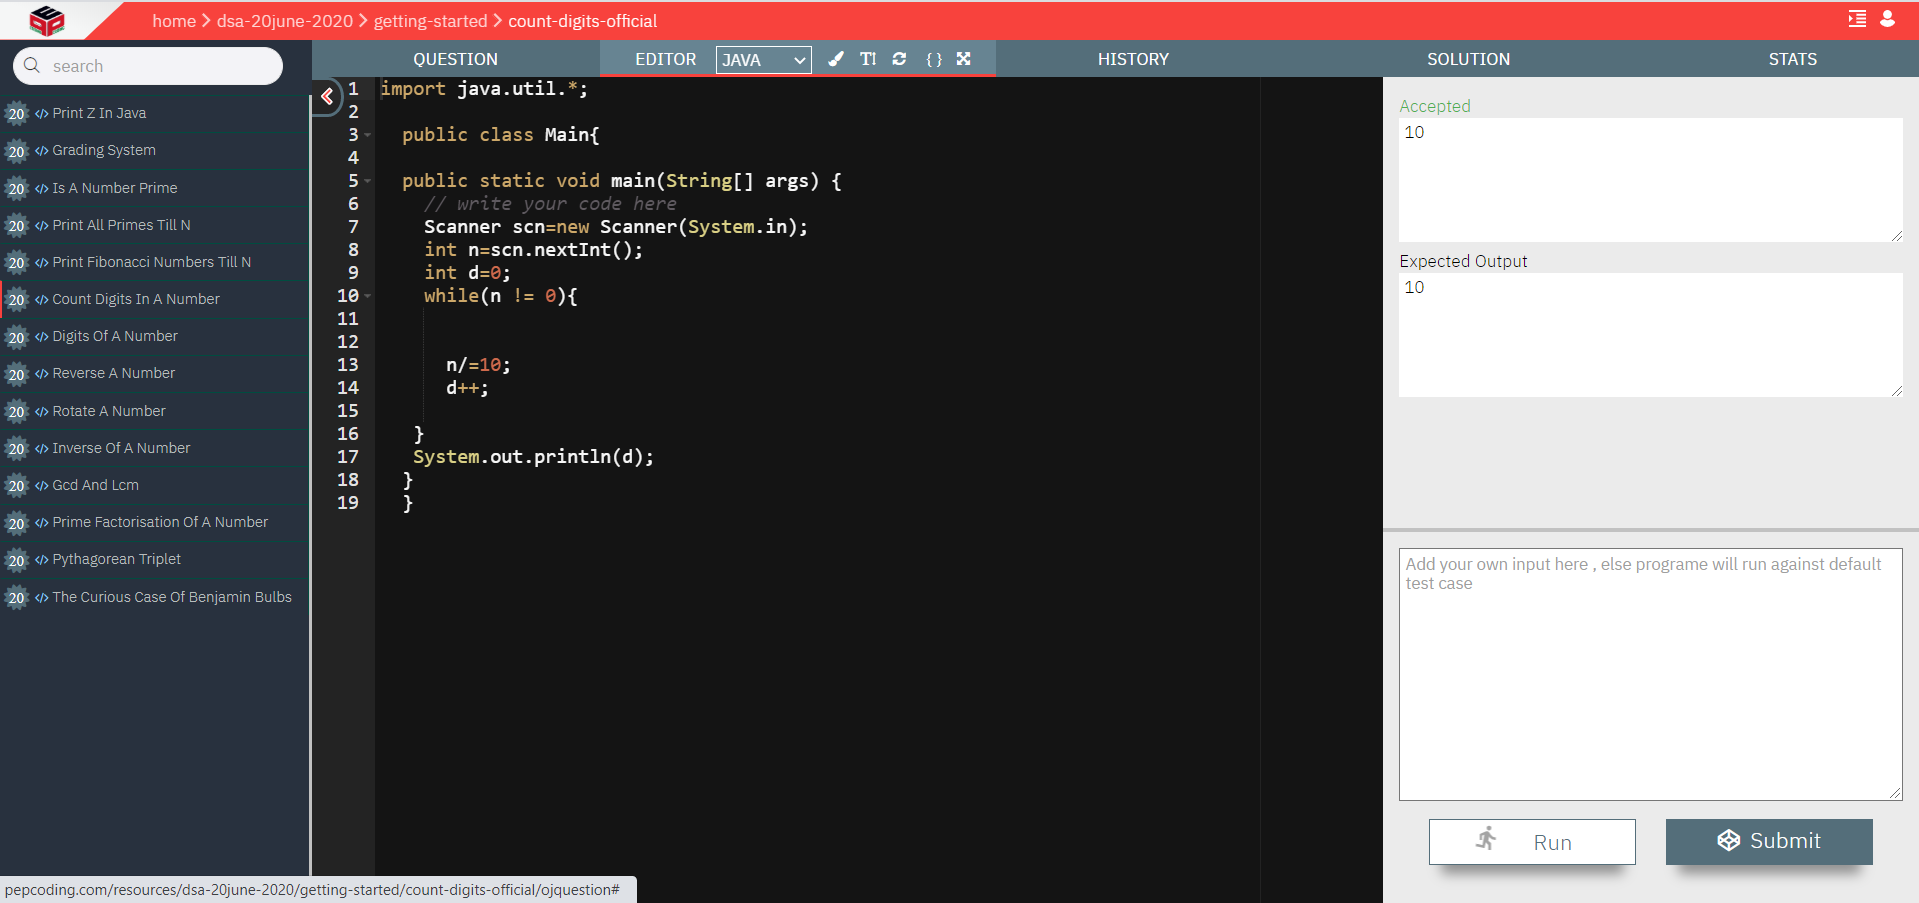 home > dsa-20june-2020 > getting-started > count-digits-official
search
20 </> Print Z In Java
20 </> Grading System
20 </> Is A Number Prime
20 </> Print All Primes Till N
20 </> Print Fibonacci Numbers Till N
20 </> Count Digits In A Number
20 </> Digits Of A Number
20 </> Reverse A Number
20 </> Rotate A Number
20 </> Inverse Of A Number
20 </> Gcd And Lcm
20 </> Prime Factorisation Of A Number
20 </> Pythagorean Triplet
20 </> The Curious Case Of Benjamin Bulbs
QUESTION EDITOR JAVA T! { } HISTORY SOLUTION STATS
1 import java.util.*;
2
3 public class Main{
4
5 public static void main(String[] args) {
6 // write your code here
7 Scanner scn=new Scanner(System.in);
8 int n=scn.nextInt();
9 int d=0;
10 while(n != 0){
11
12
13 n/=10;
14 d++;
15
16 }
17 System.out.println(d);
18 }
19 }
Accepted
10
Expected Output
10
Add your own input here , else programe will run against default
test case
Run Submit
pepcoding.com/resources/dsa-20june-2020/getting-started/count-digits-official/ojquestion#